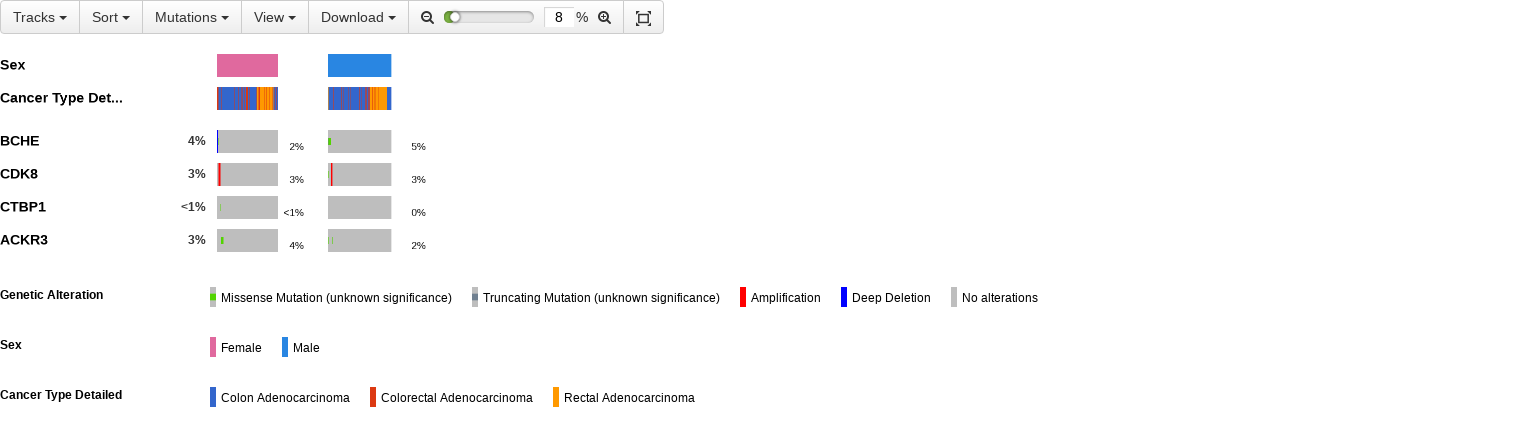 Tracks Sort Mutations View Download 8 %
Sex
Cancer Type Det...
BCHE 4% 2% 5%
CDK8 3% 3% 3%
CTBP1 <1% <1% 0%
ACKR3 3% 4% 2%
Genetic Alteration Missense Mutation (unknown significance) Truncating Mutation (unknown significance) Amplification Deep Deletion No alterations
Sex Female Male
Cancer Type Detailed Colon Adenocarcinoma Colorectal Adenocarcinoma Rectal Adenocarcinoma